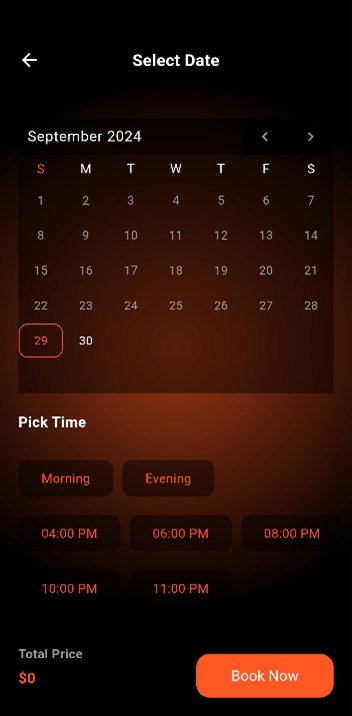 Select Date
September 2024
S M T W T F S
1 2 3 4 5 6 7
8 9 10 11 12 13 14
15 16 17 18 19 20 21
22 23 24 25 26 27 28
29 30
Pick Time
Morning Evening
04:00 PM 06:00 PM 08:00 PM
10:00 PM 11:00 PM
Total Price
$0
Book Now